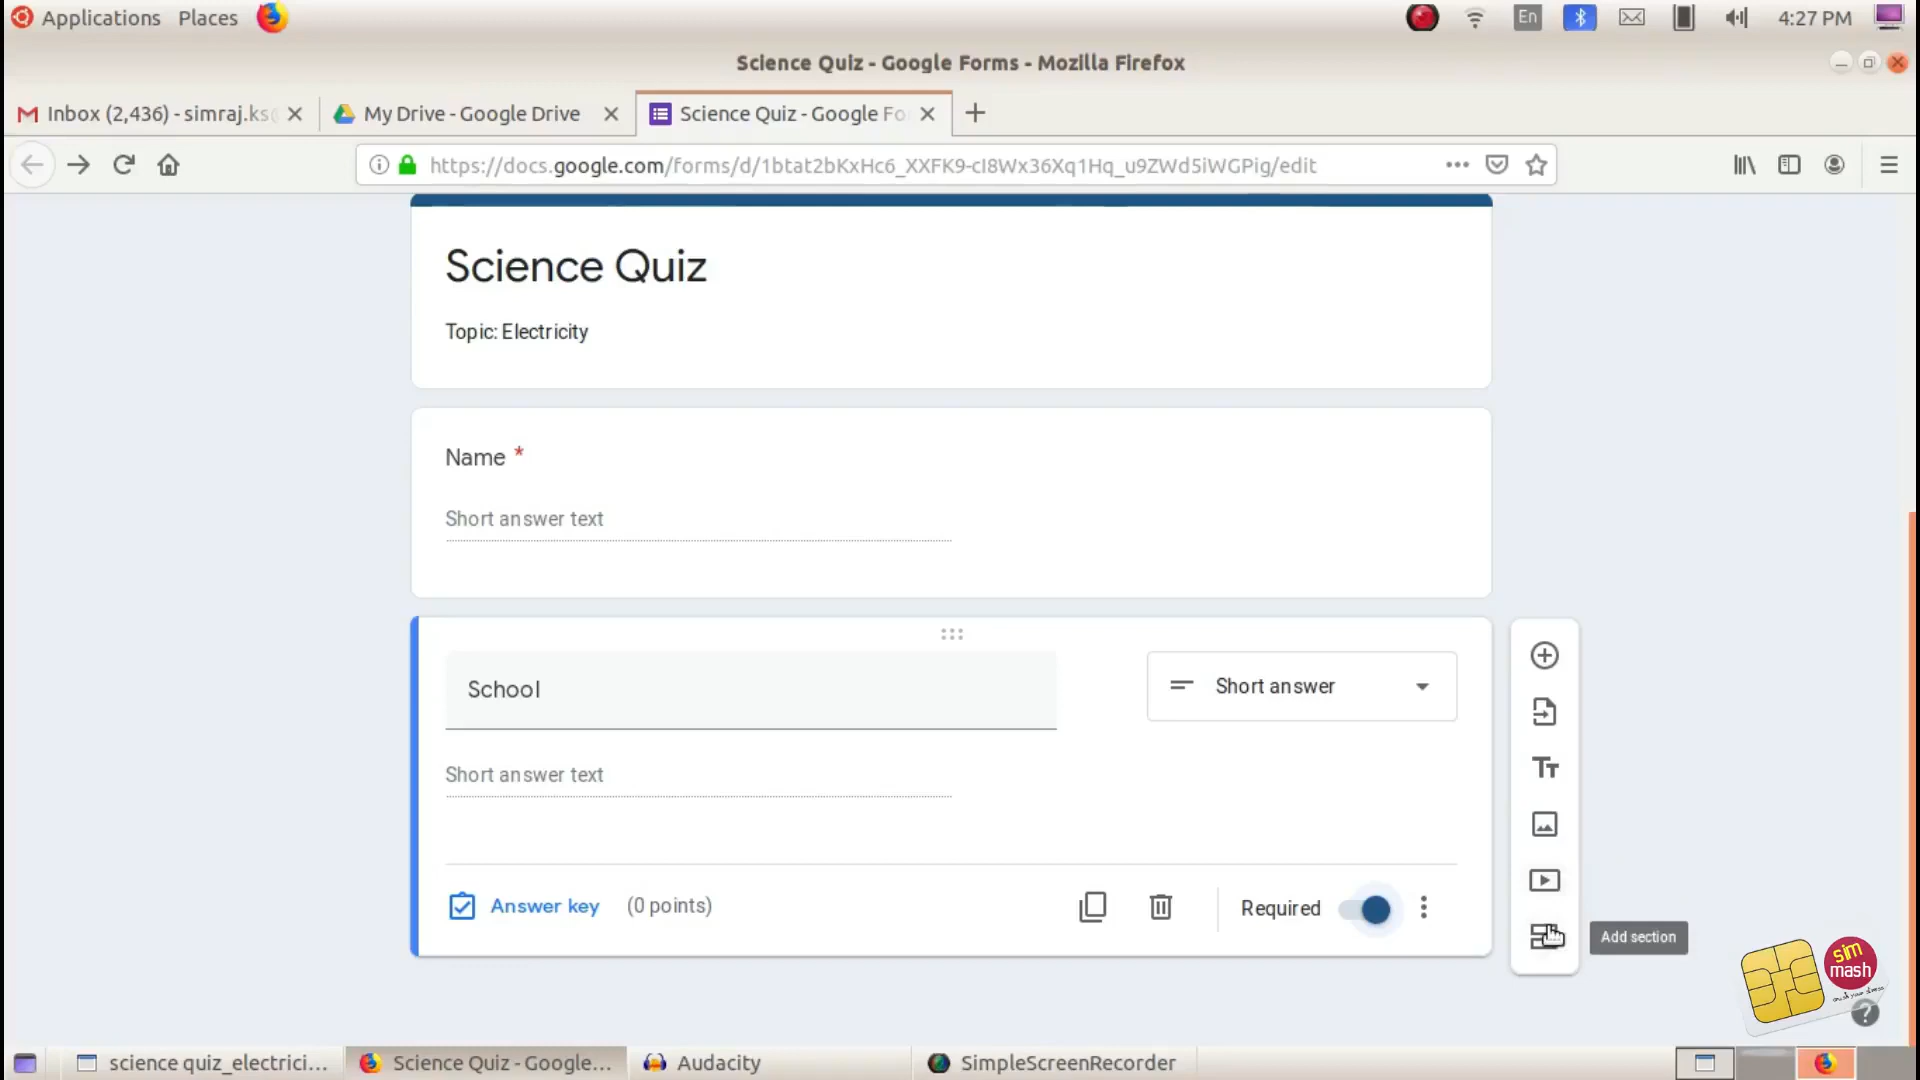 Applications Places En 4:27 PM
Science Quiz - Google Forms - Mozilla Firefox
Inbox (2,436) - simraj.ks
My Drive - Google Drive
Science Quiz - Google Fo
https://docs.google.com/forms/d/1btat2bKxHc6_XXFK9-cI8Wx36Xq1Hq_u9ZWd5iWGPig/edit
Science Quiz
Topic: Electricity
Name *
Short answer text
School
Short answer
Short answer text
Answer key (0 points)
Required
Add section
sim
mash
science quiz_electrici...
Science Quiz - Google...
Audacity
SimpleScreenRecorder